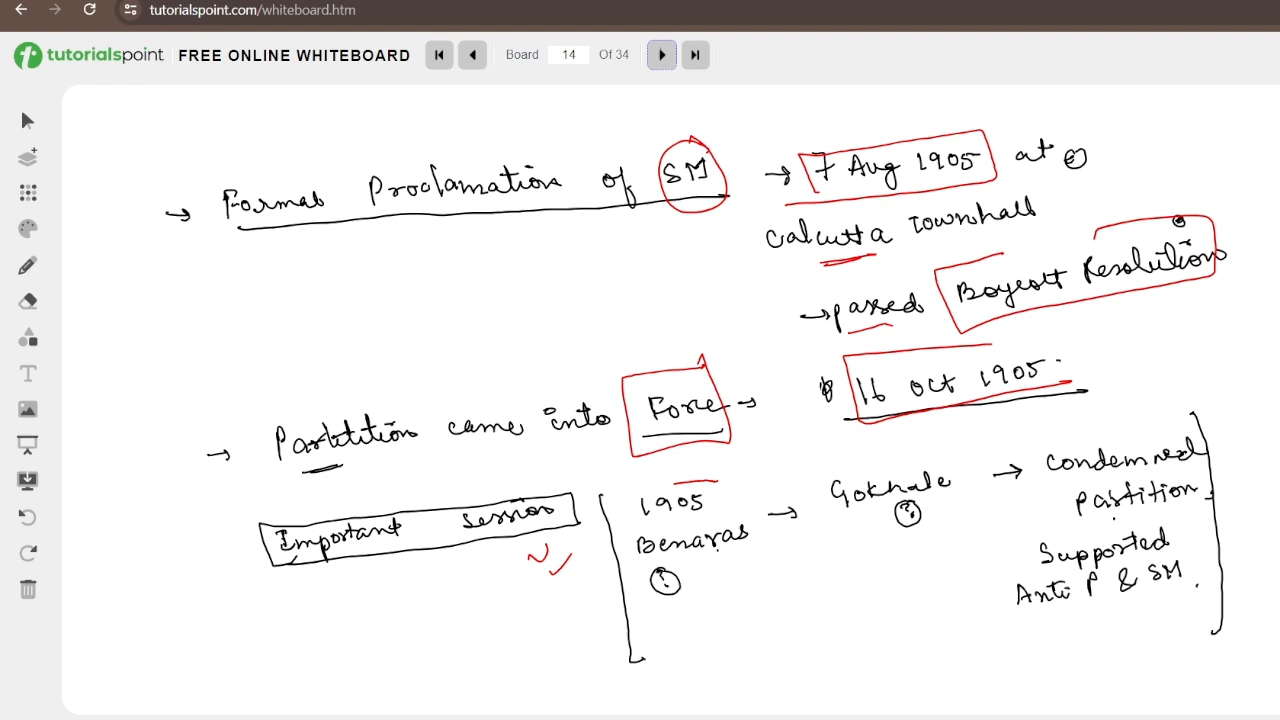 tutorialspoint.com/whiteboard.htm
tutorialspoint FREE ONLINE WHITEBOARD Board 14 Of 34
→ Formal Proclamation of SM → 7 Aug 1905 at
Calcutta Townhall
→ passed Boycott Resolution
→ Partition came into Force → 16 Oct 1905.
Important session
1905
Benaras → Gokhale → condemned
partition
Supported
Anti P & SM.